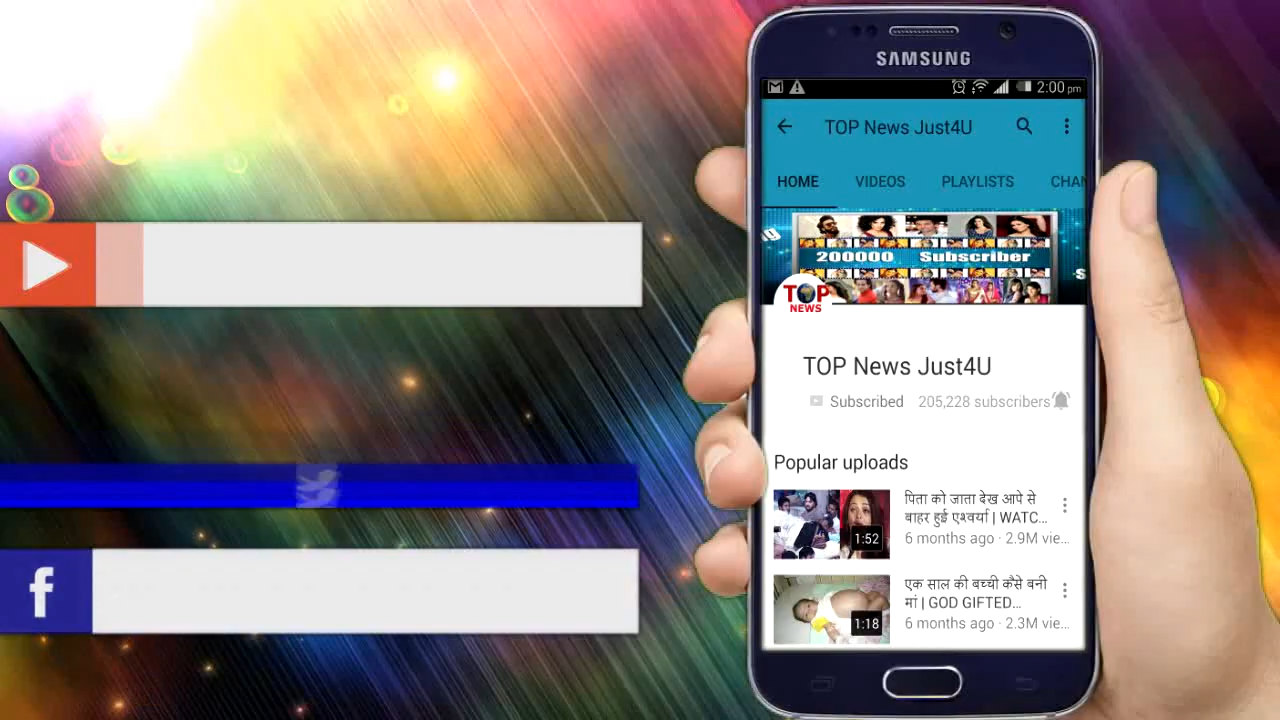 SAMSUNG
2:00 pm
TOP News Just4U
HOME VIDEOS PLAYLISTS CHAN
200000 Subscriber
TOP
NEWS
TOP News Just4U
Subscribed 205,228 subscribers
Popular uploads
पिता को जाता देख आपे से
बाहर हुई एश्वर्या | WATC...
1:52
6 months ago · 2.9M vie...
एक साल की बच्ची कैसे बनी
मां | GOD GIFTED...
1:18
6 months ago · 2.3M vie...